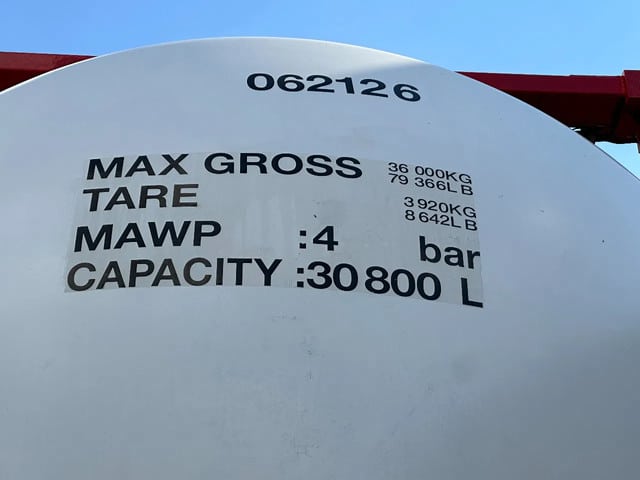 062126
MAX GROSS 36 000KG
79 366LB
TARE 3 920KG
8 642LB
MAWP :4 bar
CAPACITY :30 800 L